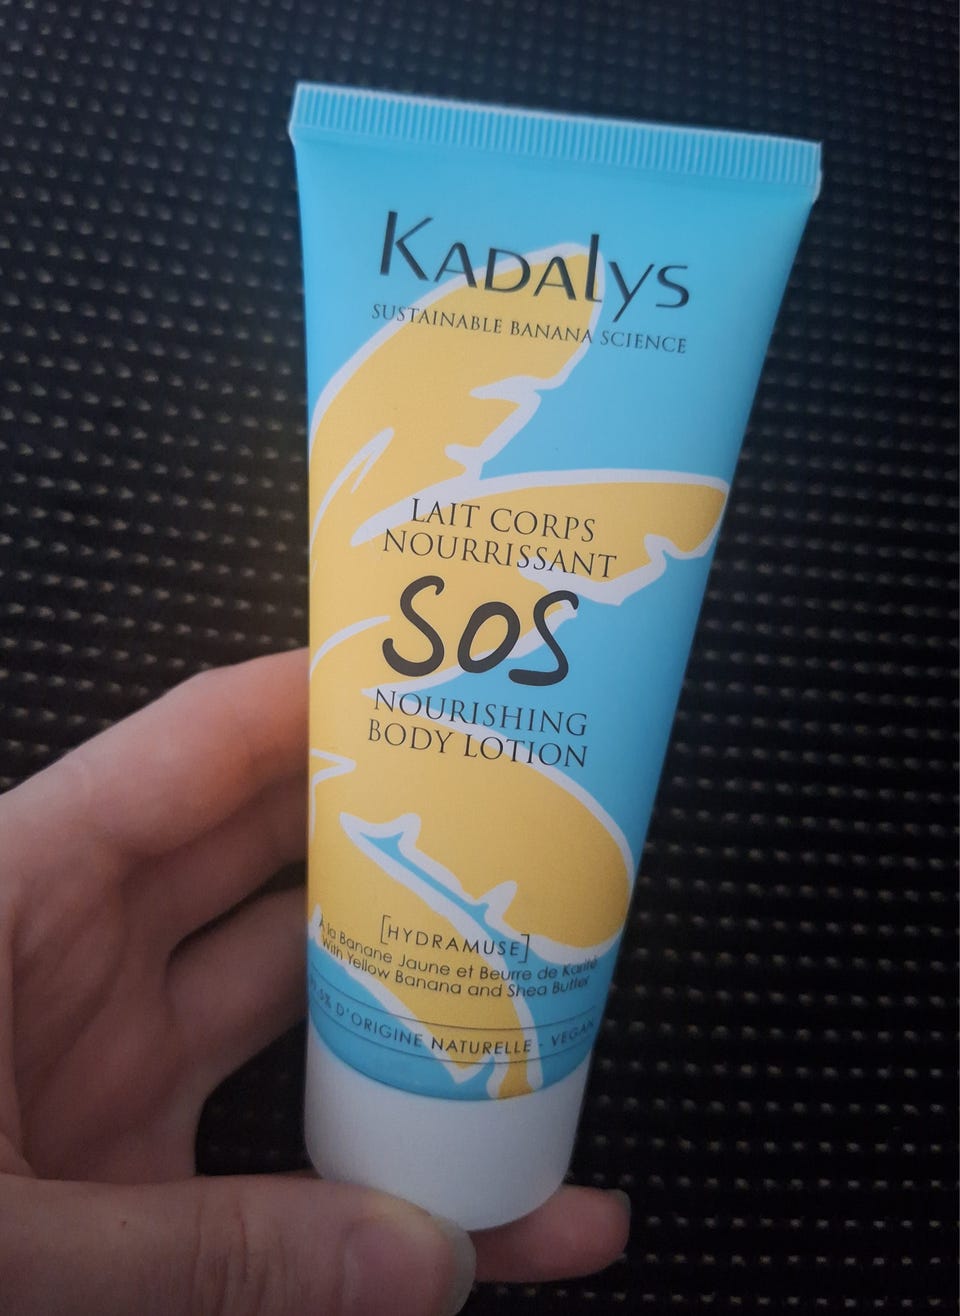 KADALYS
SUSTAINABLE BANANA SCIENCE
LAIT CORPS
NOURRISSANT
SOS
NOURISHING
BODY LOTION
[HYDRAMUSE]
À la Banane Jaune et Beurre de Karité
With Yellow Banana and Shea Butter
D'ORIGINE NATURELLE - VEGAN